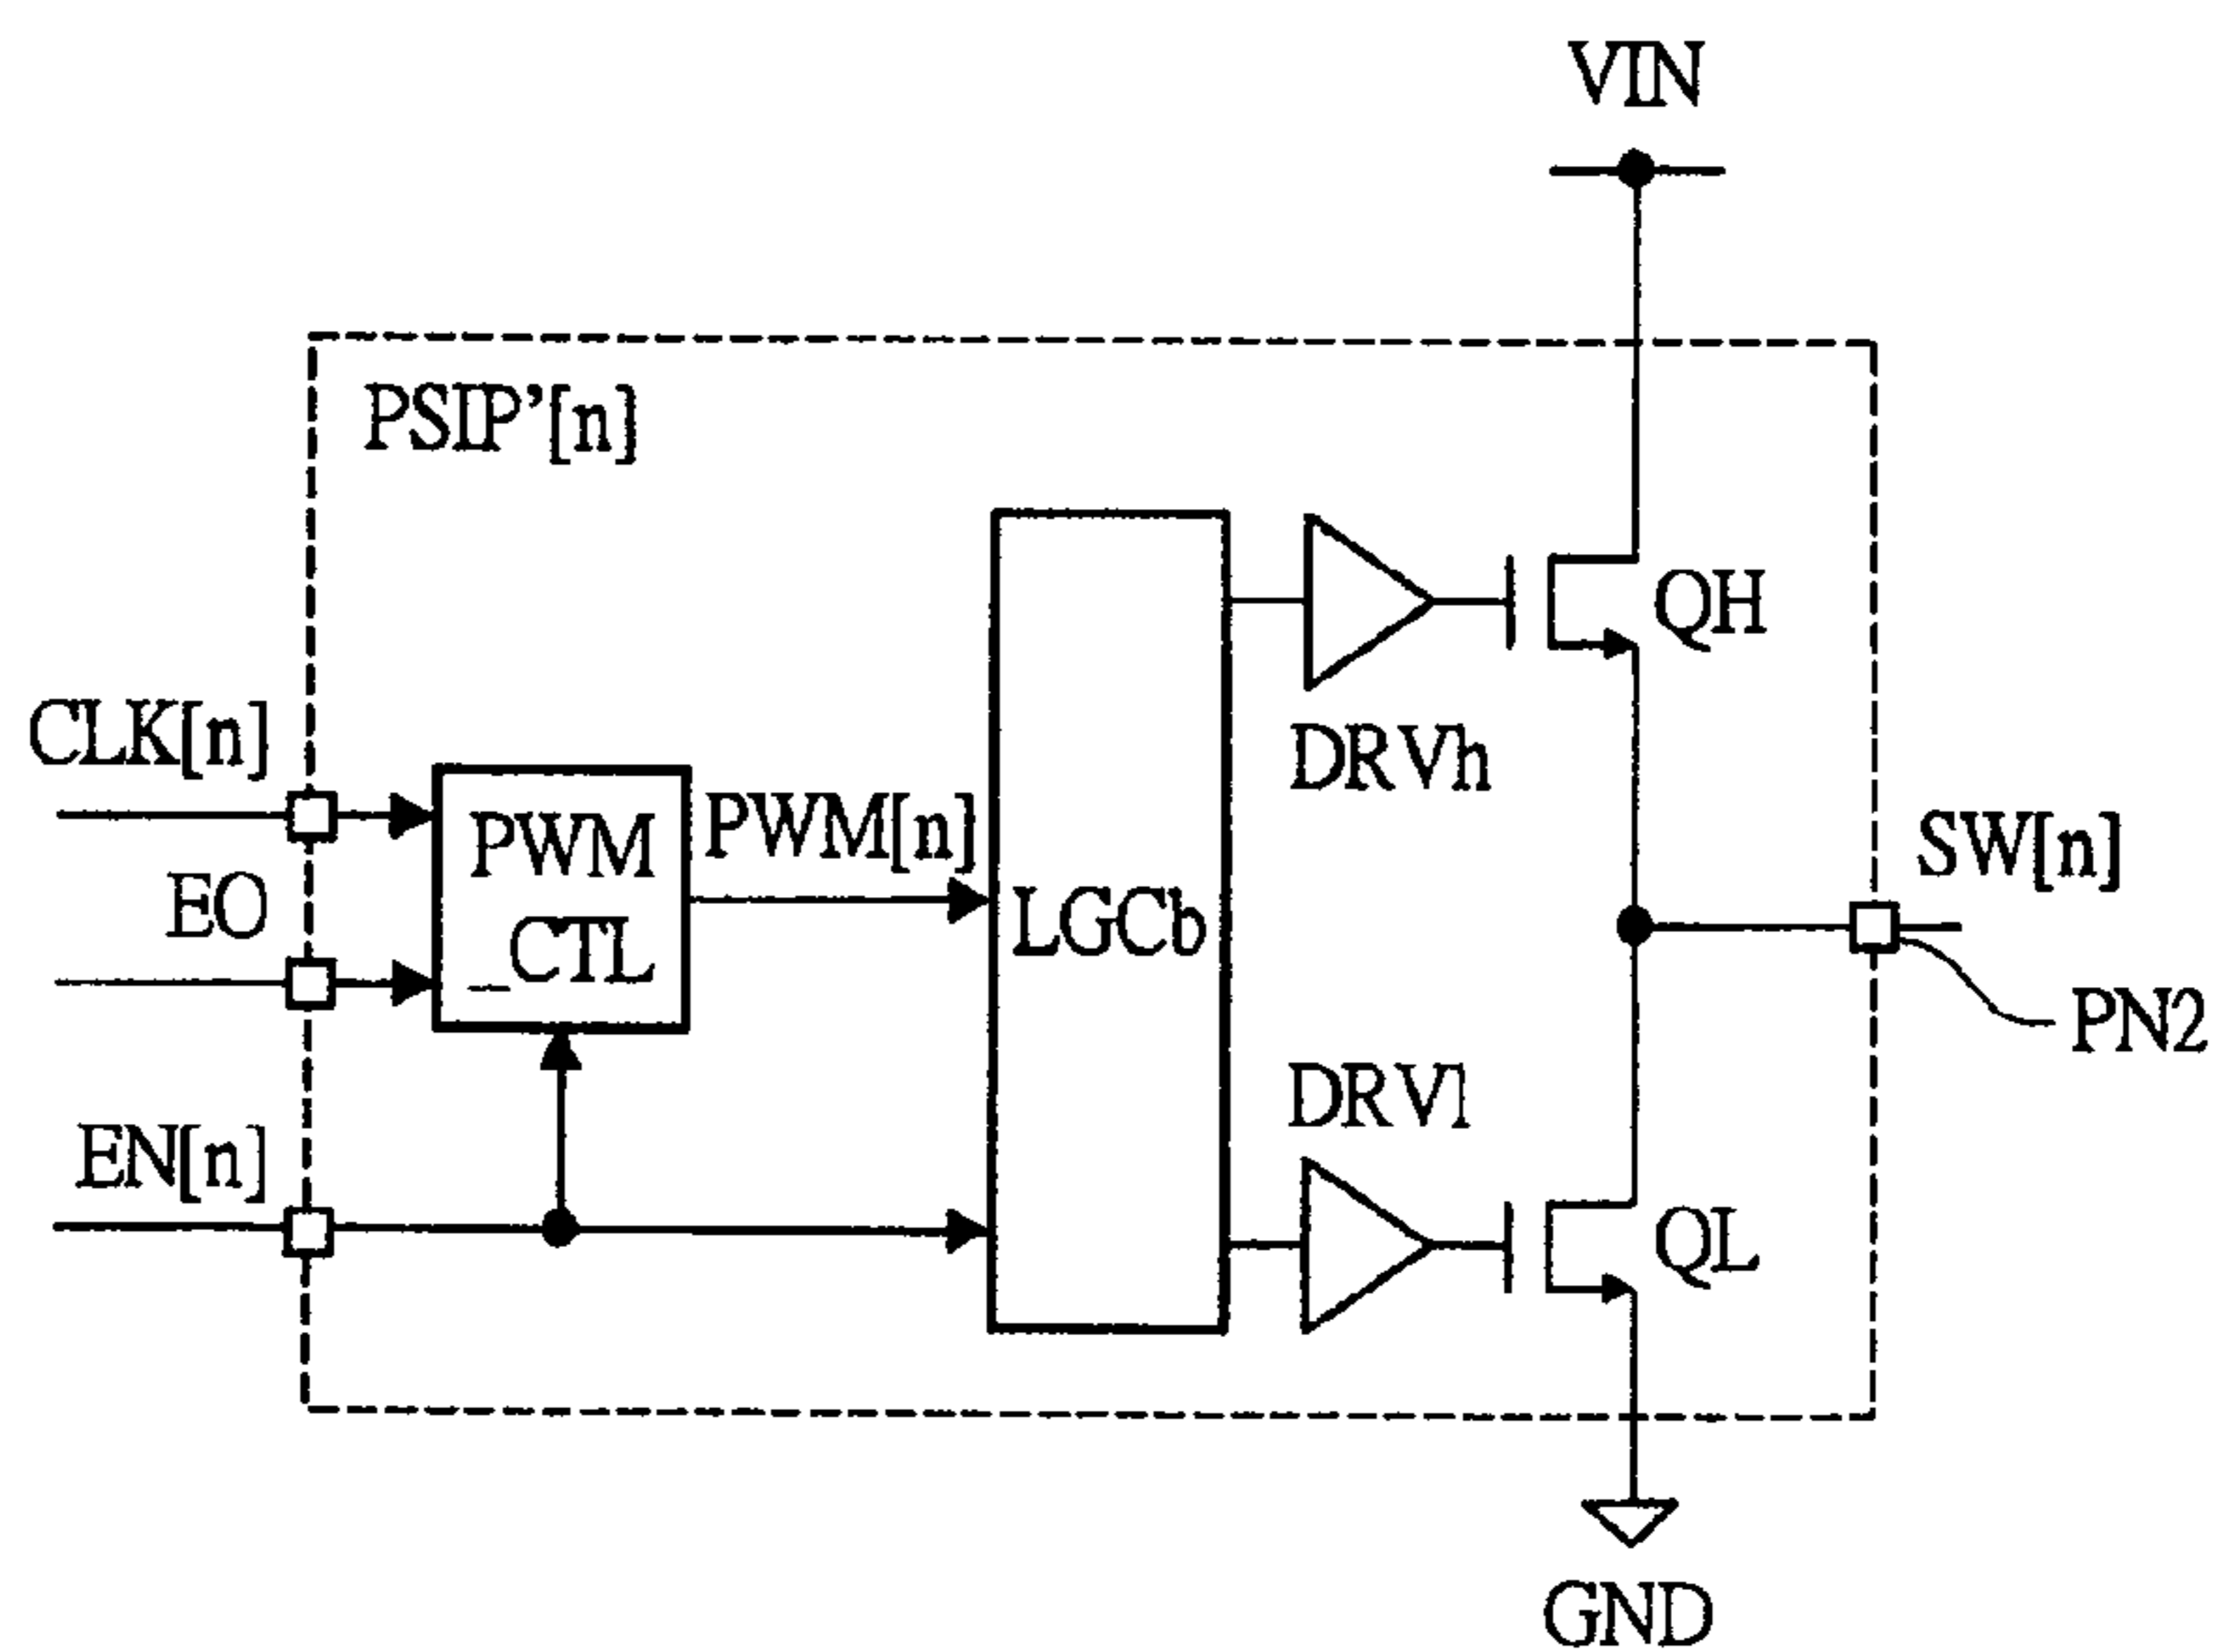 VIN
PSIP’[n]
QH
CLK[n]
DRVh
PWM
_CTL
PWM[n]
SW[n]
EO
LGCb
PN2
DRVl
EN[n]
QL
GND